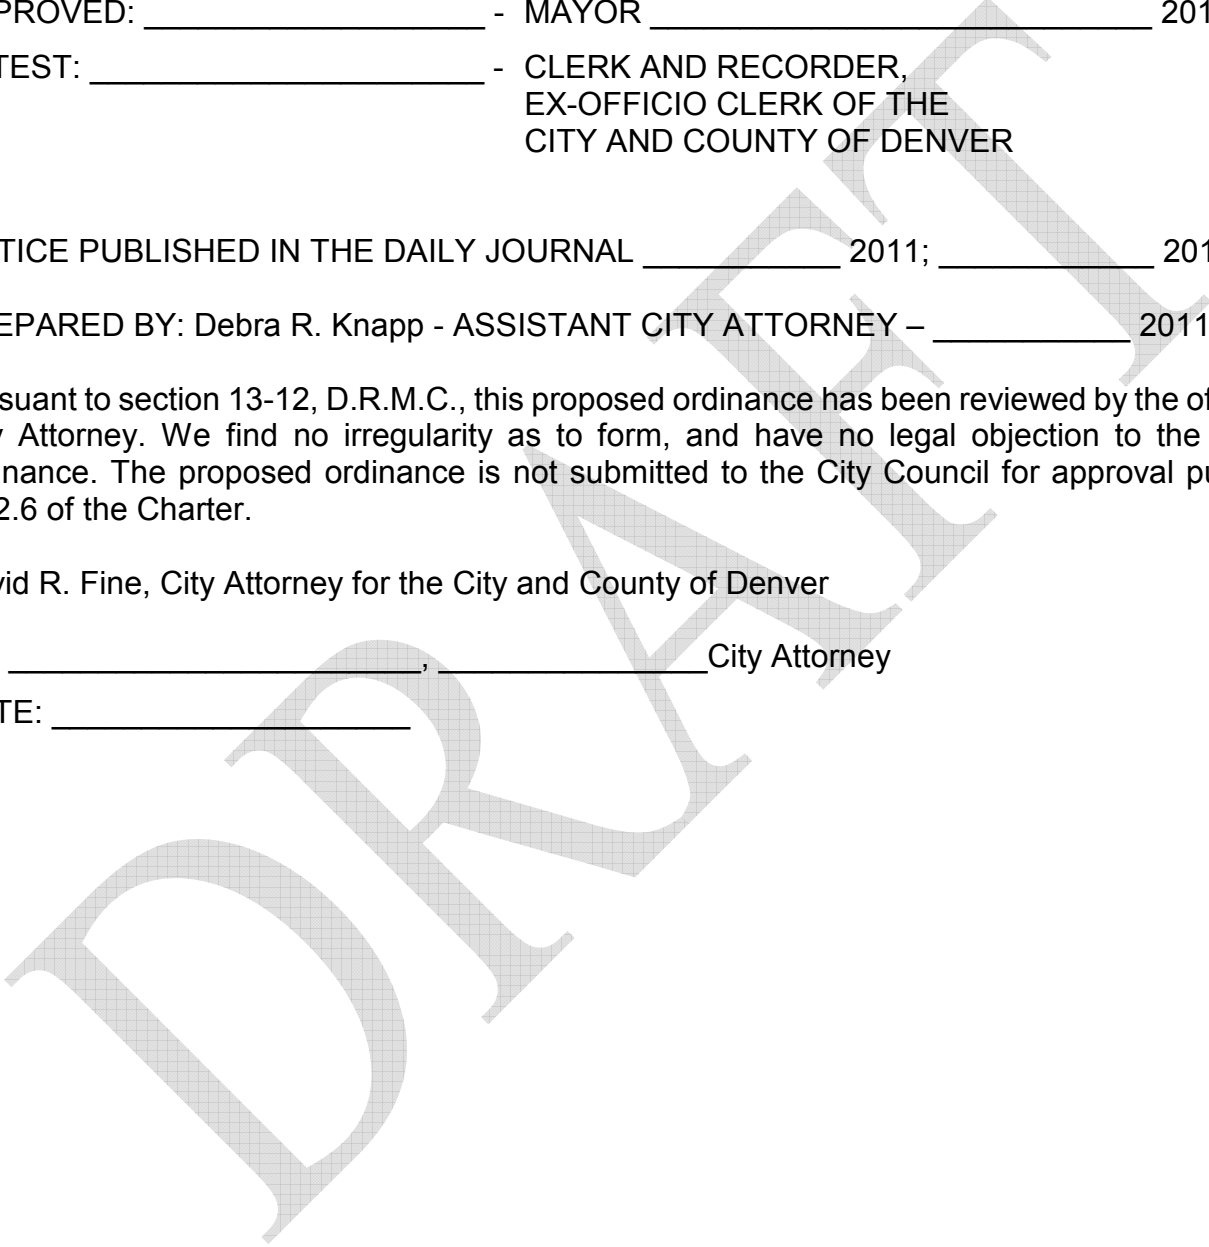 PROVED: ___________________ - MAYOR ____________________________ 201
TEST: ______________________ - CLERK AND RECORDER,
EX-OFFICIO CLERK OF THE
CITY AND COUNTY OF DENVER
TICE PUBLISHED IN THE DAILY JOURNAL ___________ 2011; ____________ 201
EPARED BY: Debra R. Knapp - ASSISTANT CITY ATTORNEY – ___________ 2011
suant to section 13-12, D.R.M.C., this proposed ordinance has been reviewed by the of
y Attorney. We find no irregularity as to form, and have no legal objection to the
inance. The proposed ordinance is not submitted to the City Council for approval pu
2.6 of the Charter.
vid R. Fine, City Attorney for the City and County of Denver
_______________________, _______________City Attorney
TE: ____________________
DRAFT